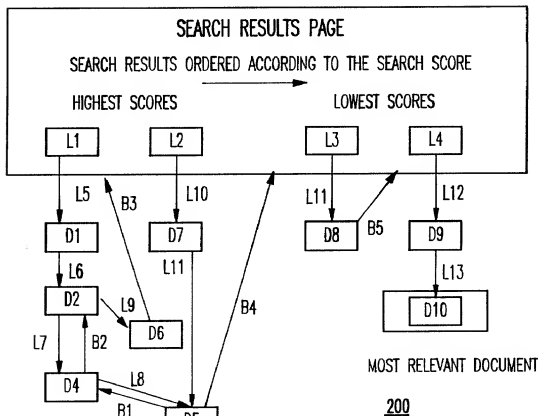 SEARCH RESULTS PAGE
SEARCH RESULTS ORDERED ACCORDING TO THE SEARCH SCORE
HIGHEST SCORES LOWEST SCORES
L1 L2 L3 L4
L5 B3 L10 L11 B5 L12
D1 D7 D8 D9
L6 L11 L13
D2 L9 D6 B4 D10
L7 B2
MOST RELEVANT DOCUMENT
D4 L8
B1 D5 200